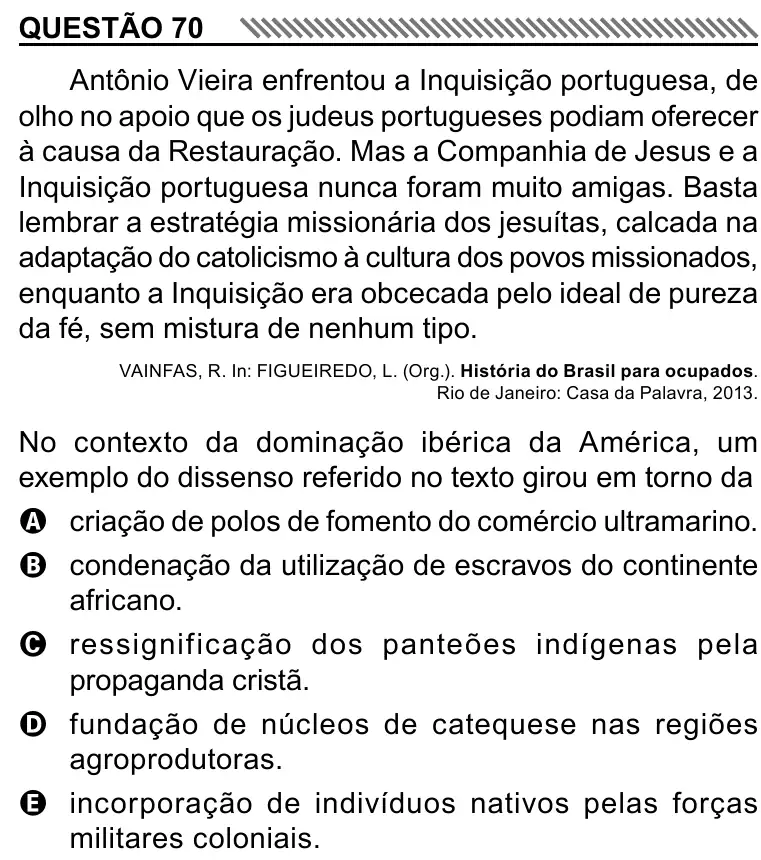 QUESTÃO 70
Antônio Vieira enfrentou a Inquisição portuguesa, de
olho no apoio que os judeus portugueses podiam oferecer
à causa da Restauração. Mas a Companhia de Jesus e a
Inquisição portuguesa nunca foram muito amigas. Basta
lembrar a estratégia missionária dos jesuítas, calcada na
adaptação do catolicismo à cultura dos povos missionados,
enquanto a Inquisição era obcecada pelo ideal de pureza
da fé, sem mistura de nenhum tipo.
VAINFAS, R. In: FIGUEIREDO, L. (Org.). História do Brasil para ocupados.
Rio de Janeiro: Casa da Palavra, 2013.
No contexto da dominação ibérica da América, um
exemplo do dissenso referido no texto girou em torno da
A criação de polos de fomento do comércio ultramarino.
B condenação da utilização de escravos do continente
africano.
C ressignificação dos panteões indígenas pela
propaganda cristã.
D fundação de núcleos de catequese nas regiões
agroprodutoras.
E incorporação de indivíduos nativos pelas forças
militares coloniais.